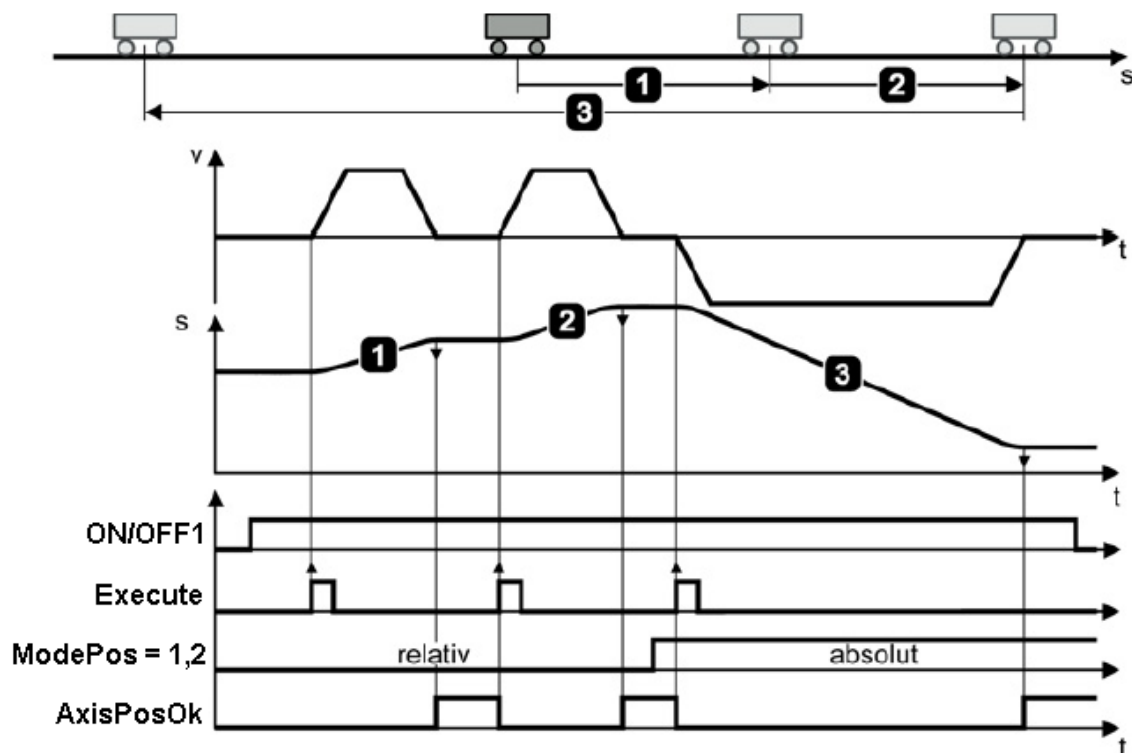 s
1 2
3
v
t
s
1 2 3
t
ON/OFF1
Execute
ModePos = 1,2 relativ absolut
AxisPosOk
t